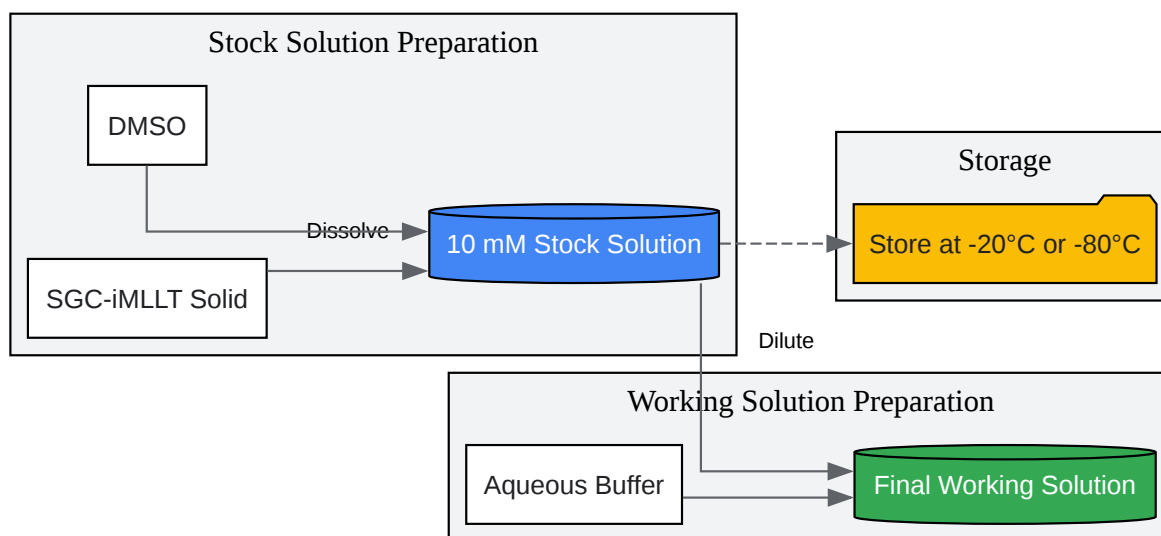 Stock Solution Preparation
DMSO
Dissolve
10 mM Stock Solution
SGC-iMLLT Solid
Storage
Store at -20°C or -80°C
Dilute
Working Solution Preparation
Aqueous Buffer
Final Working Solution